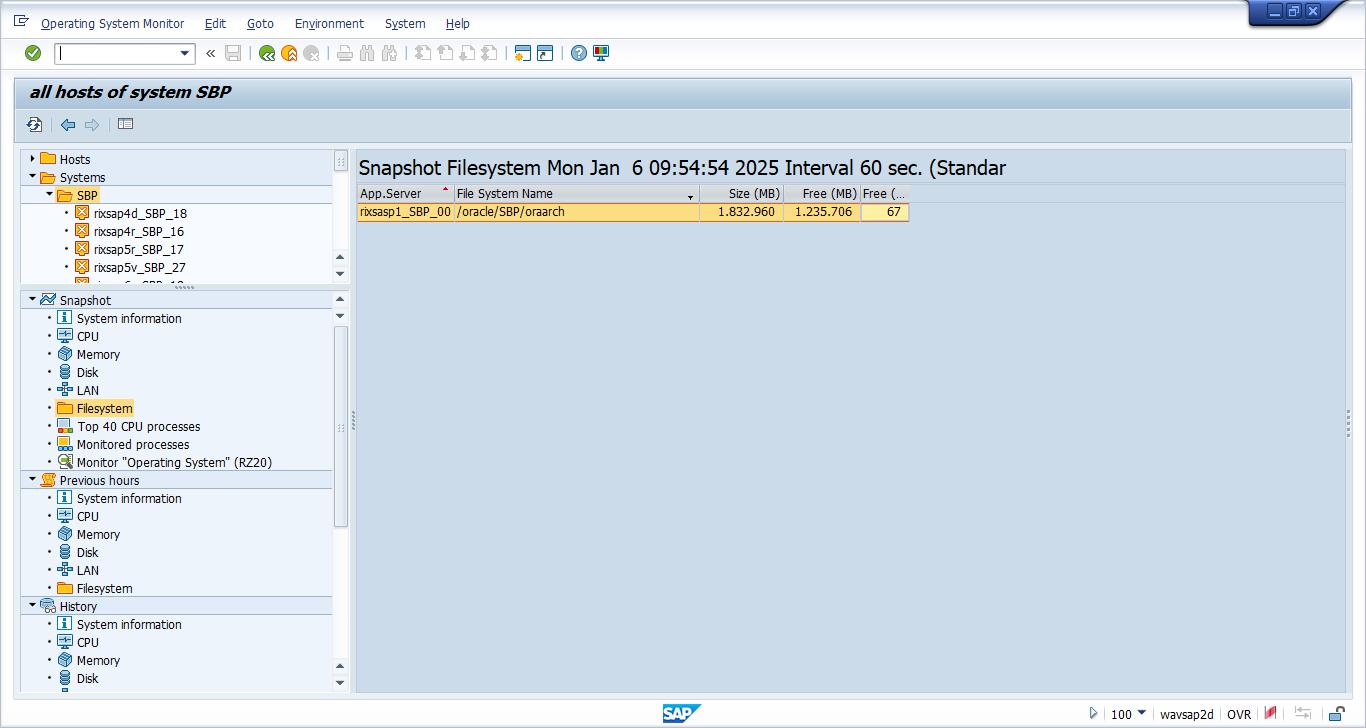 Operating System Monitor Edit Goto Environment System Help
all hosts of system SBP
Hosts
Systems
SBP
rixsap4d_SBP_18
rixsap4r_SBP_16
rixsap5r_SBP_17
rixsap5v_SBP_27
Snapshot
System information
CPU
Memory
Disk
LAN
Filesystem
Top 40 CPU processes
Monitored processes
Monitor "Operating System" (RZ20)
Previous hours
System information
CPU
Memory
Disk
LAN
Filesystem
History
System information
CPU
Memory
Disk
Snapshot Filesystem Mon Jan 6 09:54:54 2025 Interval 60 sec. (Standar
App.Server File System Name Size (MB) Free (MB) Free (...
rixsasp1_SBP_00 /oracle/SBP/oraarch 1.832.960 1.235.706 67
SAP
100 wavsap2d OVR